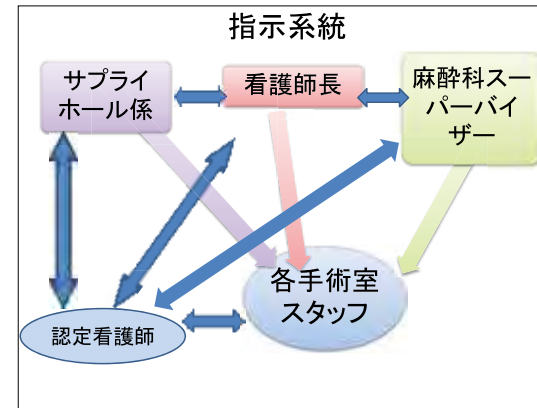 指示系統
サプライ
ホール係
看護師長
麻酔科スー
パーバイ
ザー
各手術室
スタッフ
認定看護師